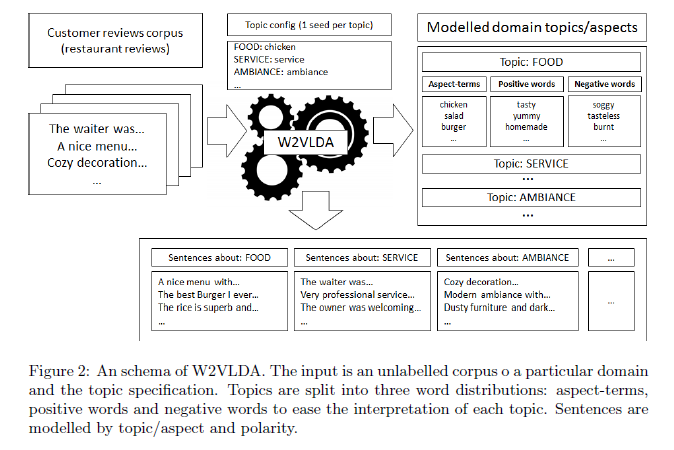 Customer reviews corpus
(restaurant reviews)
The waiter was...
A nice menu...
Cozy decoration...
...
Topic config (1 seed per topic)
FOOD: chicken
SERVICE: service
AMBIANCE: ambiance
...
W2VLDA
Modelled domain topics/aspects
Topic: FOOD
Aspect-terms
chicken
salad
burger
...
Positive words
tasty
yummy
homemade
...
Negative words
soggy
tasteless
burnt
...
Topic: SERVICE
...
Topic: AMBIANCE
...
Sentences about: FOOD
A nice menu with...
The best Burger I ever...
The rice is superb and...
...
Sentences about: SERVICE
The waiter was...
Very professional service...
The owner was welcoming...
...
Sentences about: AMBIANCE
Cozy decoration...
Modern ambiance with...
Dusty furniture and dark...
...
...
...
Figure 2: An schema of W2VLDA. The input is an unlabelled corpus o a particular domain
and the topic specification. Topics are split into three word distributions: aspect-terms,
positive words and negative words to ease the interpretation of each topic. Sentences are
modelled by topic/aspect and polarity.